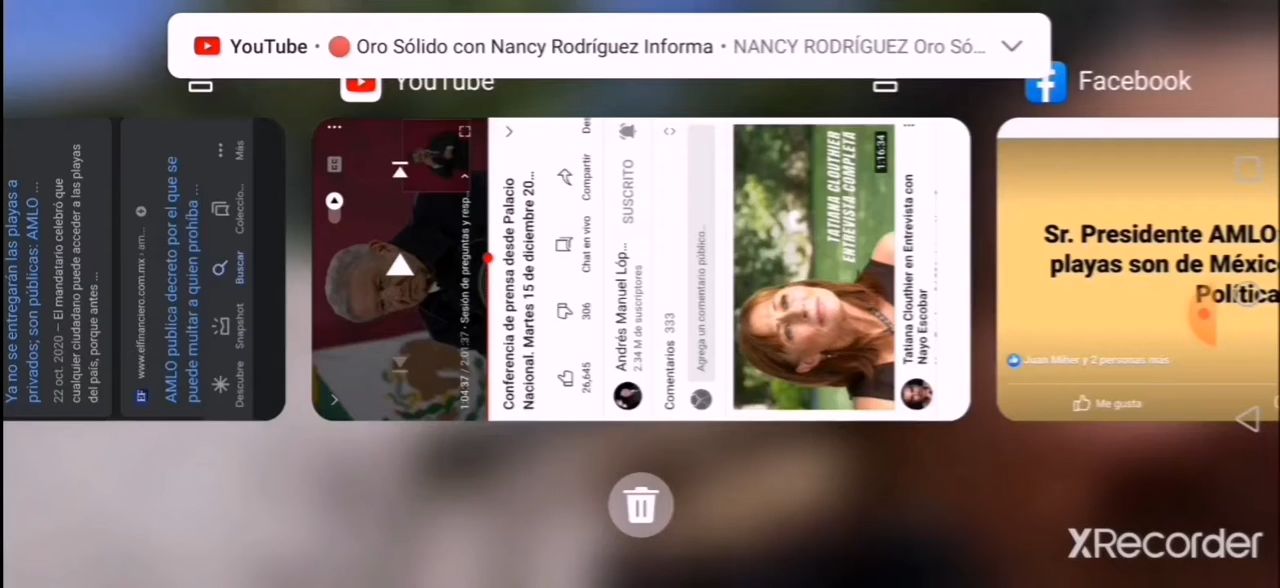 YouTube • Oro Sólido con Nancy Rodríguez Informa • NANCY RODRÍGUEZ Oro Só...
YouTube
Facebook
Ya no se entregarán las playas a
privados; son públicas: AMLO ...
22 oct. 2020 — El mandatario celebró que
cualquier ciudadano puede acceder a las playas
del país, porque antes ...
EF www.elfinanciero.com.mx › am...
AMLO publica decreto por el que se
puede multar a quien prohiba ...
Descubre
Snapshot
Buscar
Coleccio...
Más
CC
1:04:37 / 2:01:37 • Sesión de preguntas y resp...
Conferencia de prensa desde Palacio
Nacional. Martes 15 de diciembre 20...
26,645
306
Chat en vivo
Compartir
Des
Andrés Manuel Lóp...
2.34 M de suscriptores
SUSCRITO
Comentarios 333
Agrega un comentario público...
TATIANA CLOUTHIER
ENTREVISTA COMPLETA
1:16:34
Tatiana Clouthier en Entrevista con
Nayo Escobar
Sr. Presidente AMLO
playas son de México
Política
Juan Miher y 2 personas más
Me gusta
XRecorder